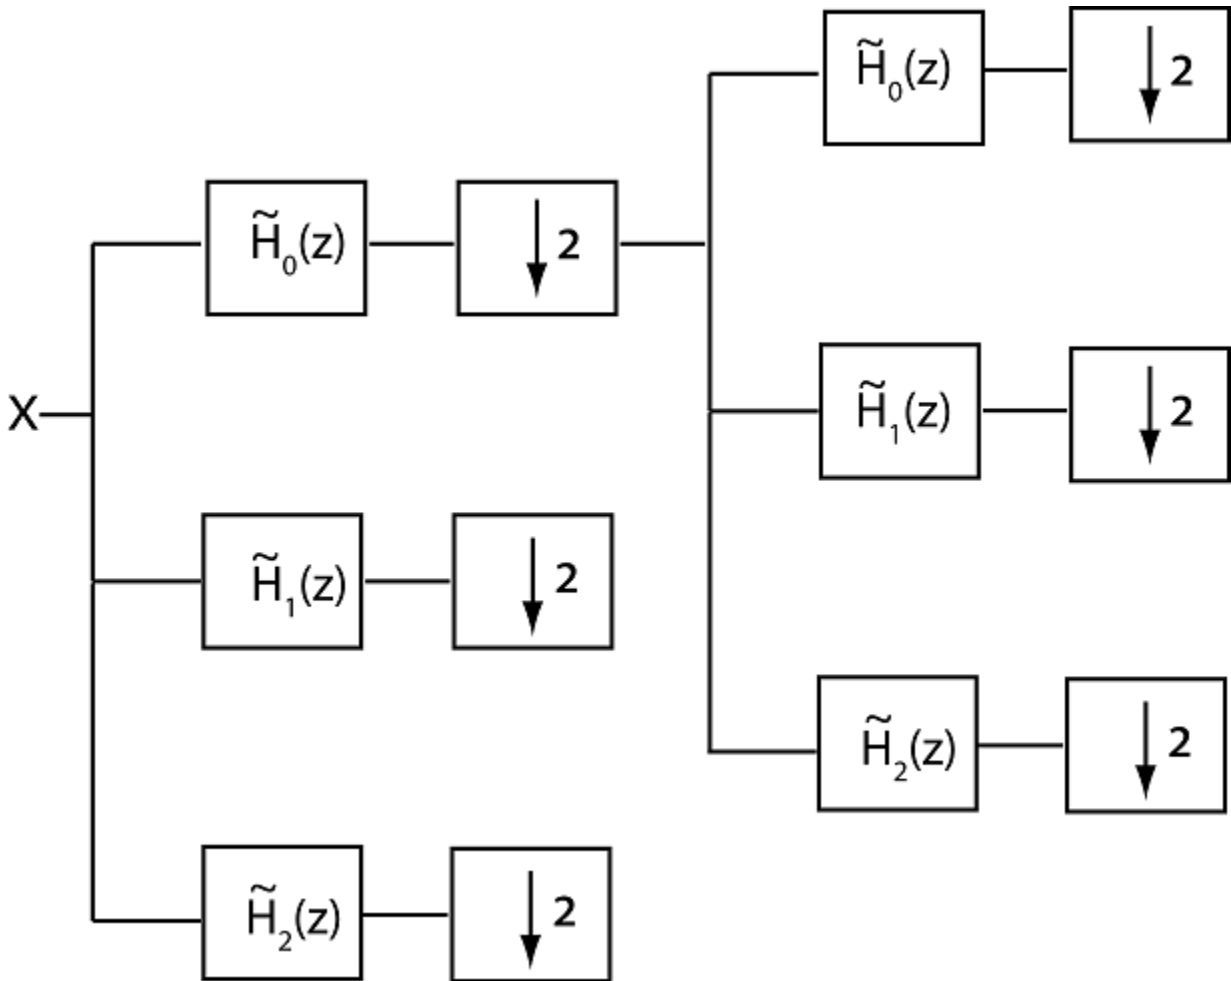 H̃₀(z) ↓ 2
H̃₀(z) ↓ 2
X
H̃₁(z) ↓ 2
H̃₁(z) ↓ 2
H̃₂(z) ↓ 2
H̃₂(z) ↓ 2